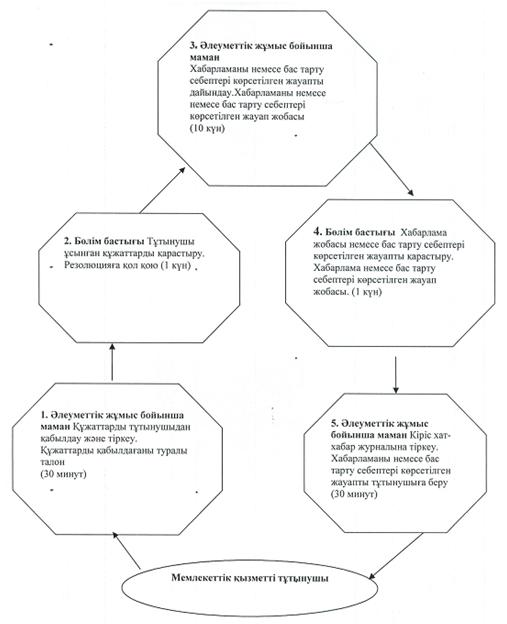 3. Әлеуметтік жұмыс бойынша
маман
Хабарламаны немесе бас тарту
себептері көрсетілген жауапты
дайындау.Хабарламаны немесе
немесе бас тарту себептері
көрсетілген жауап жобасы
(10 күн)
2. Бөлім бастығы Тұтынушы
ұсынған құжаттарды қарастыру.
Резолюцияға қол қою (1 күн)
4. Бөлім бастығы Хабарлама
жобасы немесе бас тарту себептері
көрсетілген жауапты қарастыру.
Хабарлама немесе бас тарту
себептері көрсетілген жауап
жобасы. (1 күн)
1. Әлеуметтік жұмыс бойынша
маман Құжаттарды тұтынушыдан
қабылдау және тіркеу.
Құжаттарды қабылдағаны туралы
талон
(30 минут)
5. Әлеуметтік жұмыс
бойынша маман Кіріс хат-
хабар журналына тіркеу.
Хабарламаны немесе бас
тарту себептері көрсетілген
жауапты тұтынушыға беру
(30 минут)
Мемлекеттік қызметті тұтынушы